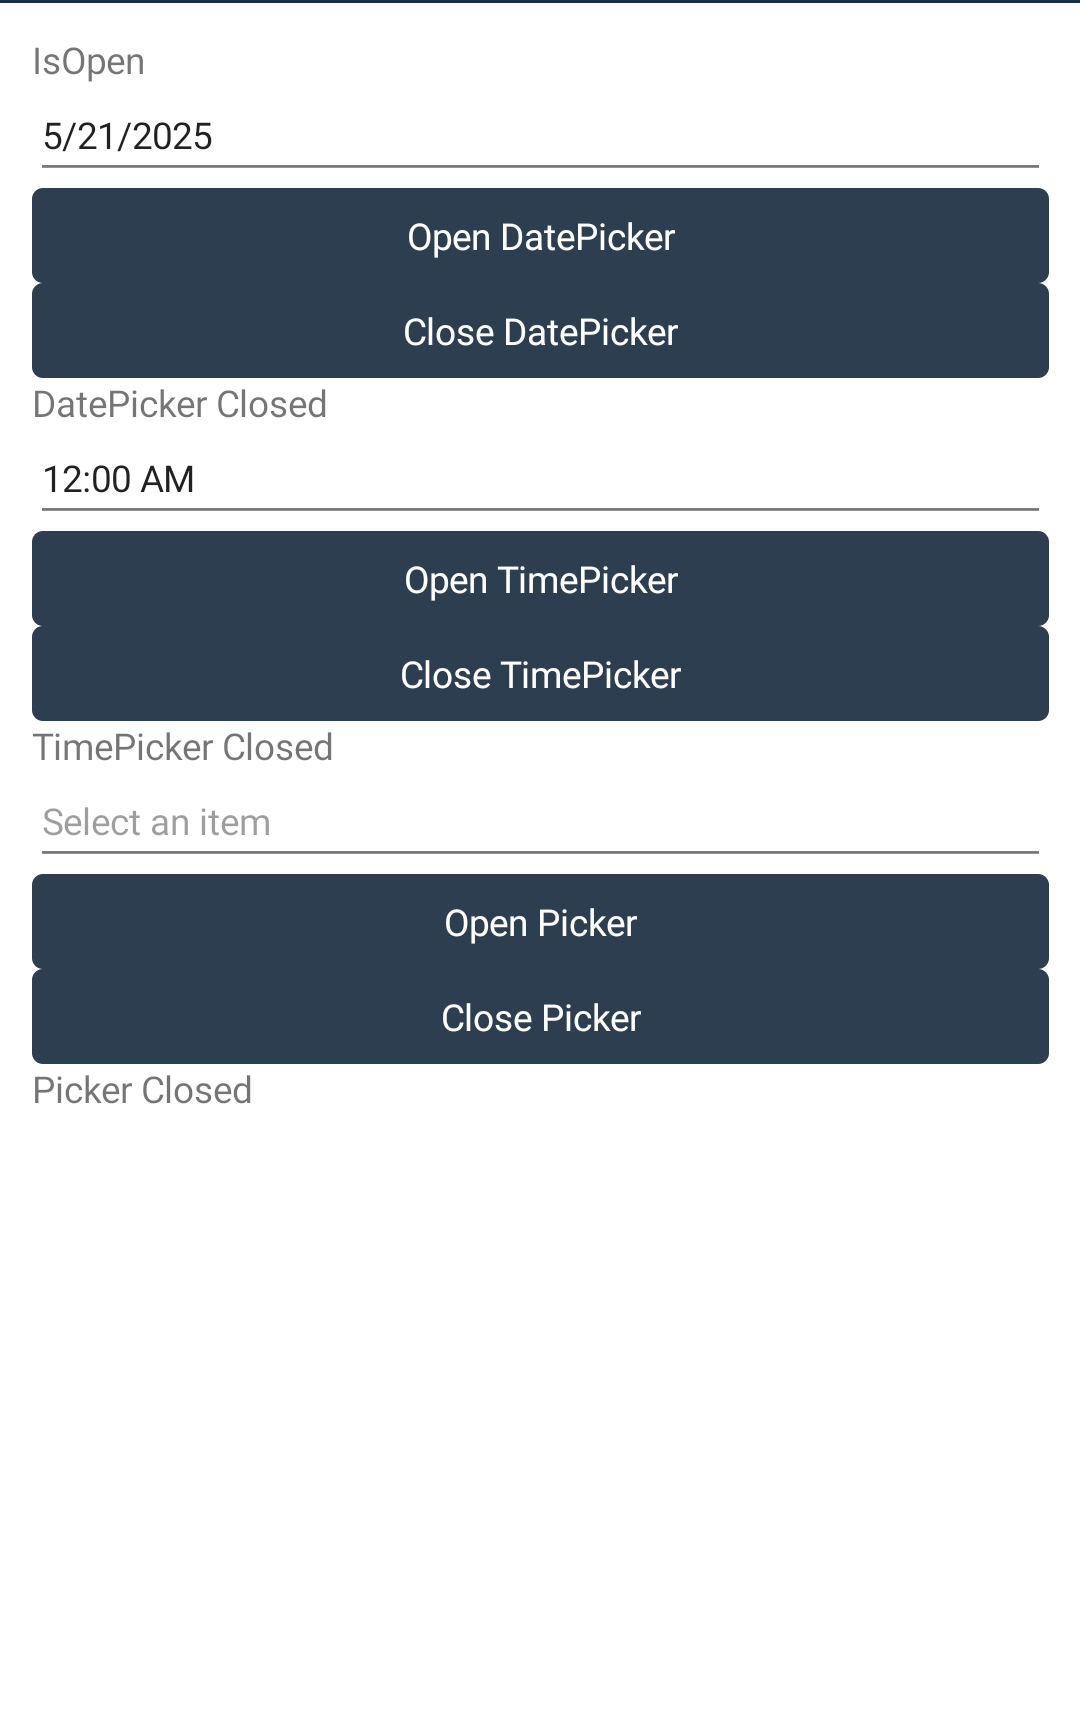 IsOpen
5/21/2025
Open DatePicker
Close DatePicker
DatePicker Closed
12:00 AM
Open TimePicker
Close TimePicker
TimePicker Closed
Select an item
Open Picker
Close Picker
Picker Closed